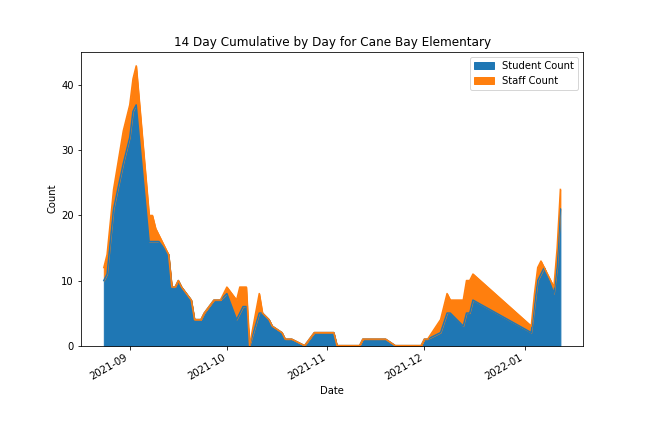 14 Day Cumulative by Day for Cane Bay Elementary
Student Count
Staff Count
Count
40
30
20
10
0
2021-09
2021-10
2021-11
2021-12
2022-01
Date